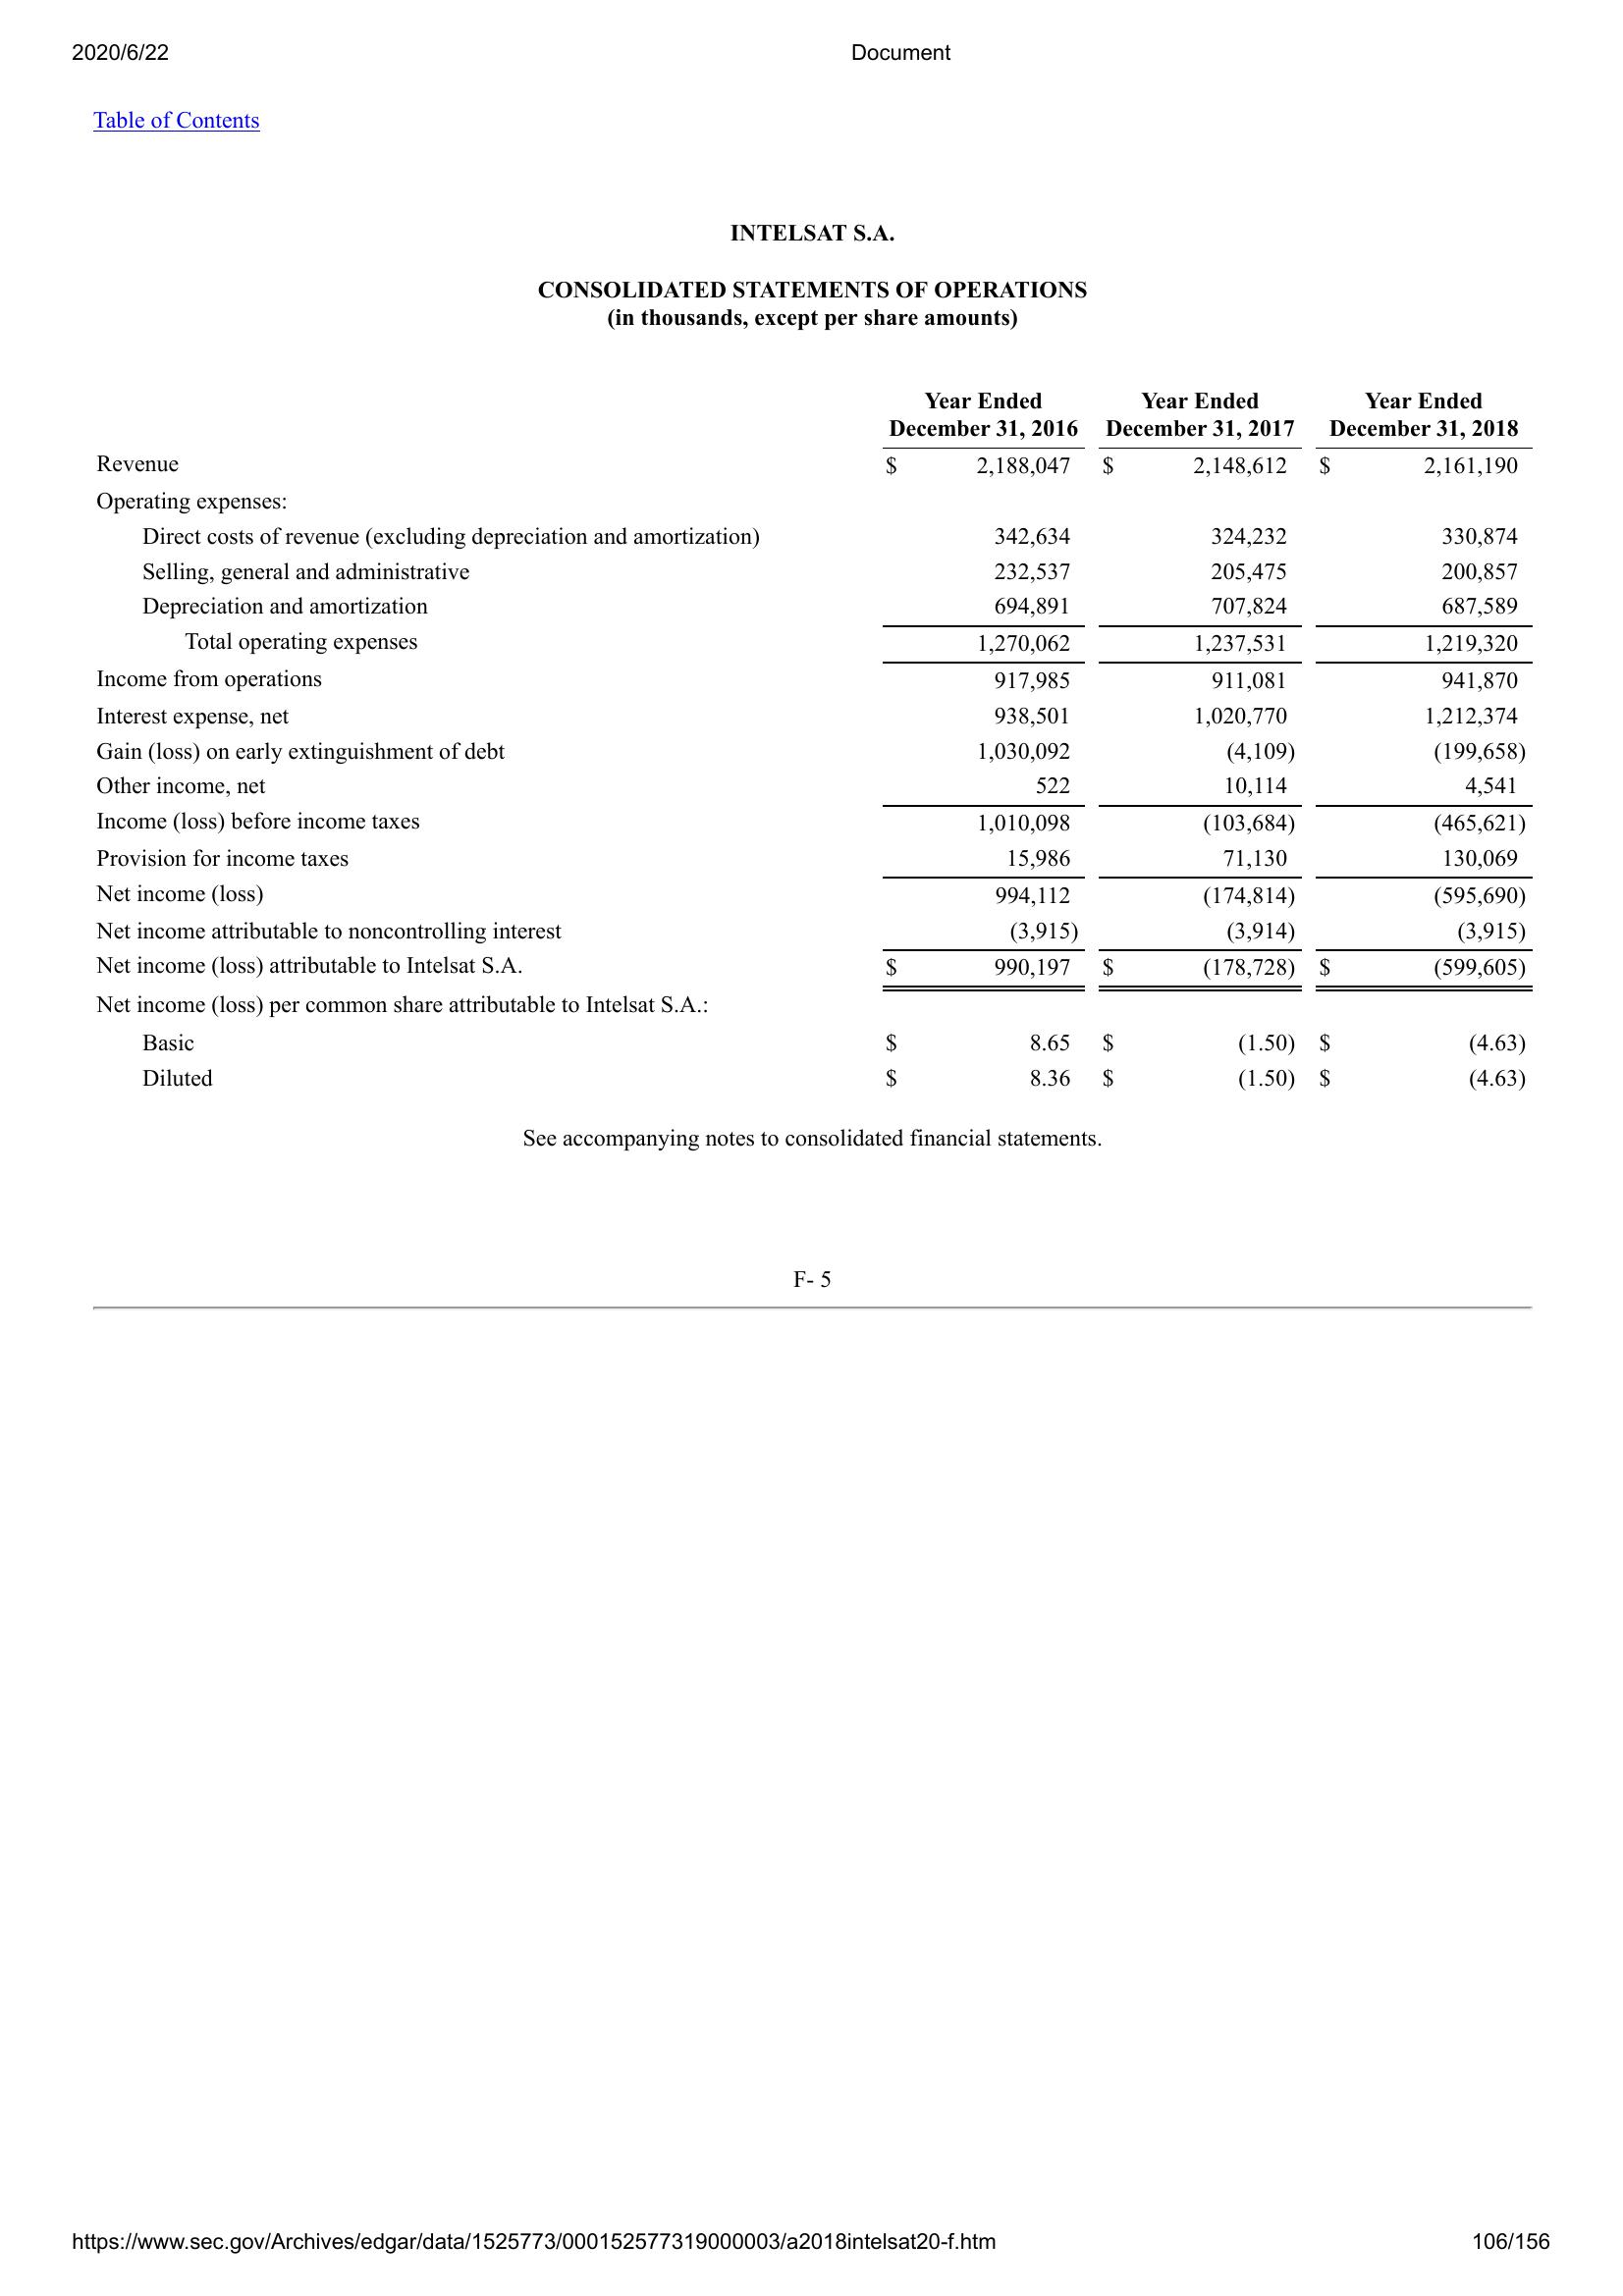 2020/6/22 Document
Table of Contents
INTELSAT S.A.
CONSOLIDATED STATEMENTS OF OPERATIONS
(in thousands, except per share amounts)
Year Ended Year Ended Year Ended
December 31, 2016 December 31, 2017 December 31, 2018
Revenue $ 2,188,047 $ 2,148,612 $ 2,161,190
Operating expenses:
Direct costs of revenue (excluding depreciation and amortization) 342,634 324,232 330,874
Selling, general and administrative 232,537 205,475 200,857
Depreciation and amortization 694,891 707,824 687,589
Total operating expenses 1,270,062 1,237,531 1,219,320
Income from operations 917,985 911,081 941,870
Interest expense, net 938,501 1,020,770 1,212,374
Gain (loss) on early extinguishment of debt 1,030,092 (4,109) (199,658)
Other income, net 522 10,114 4,541
Income (loss) before income taxes 1,010,098 (103,684) (465,621)
Provision for income taxes 15,986 71,130 130,069
Net income (loss) 994,112 (174,814) (595,690)
Net income attributable to noncontrolling interest (3,915) (3,914) (3,915)
Net income (loss) attributable to Intelsat S.A. $ 990,197 $ (178,728) $ (599,605)
Net income (loss) per common share attributable to Intelsat S.A.:
Basic $ 8.65 $ (1.50) $ (4.63)
Diluted $ 8.36 $ (1.50) $ (4.63)
See accompanying notes to consolidated financial statements.
F- 5
https://www.sec.gov/Archives/edgar/data/1525773/000152577319000003/a2018intelsat20-f.htm 106/156